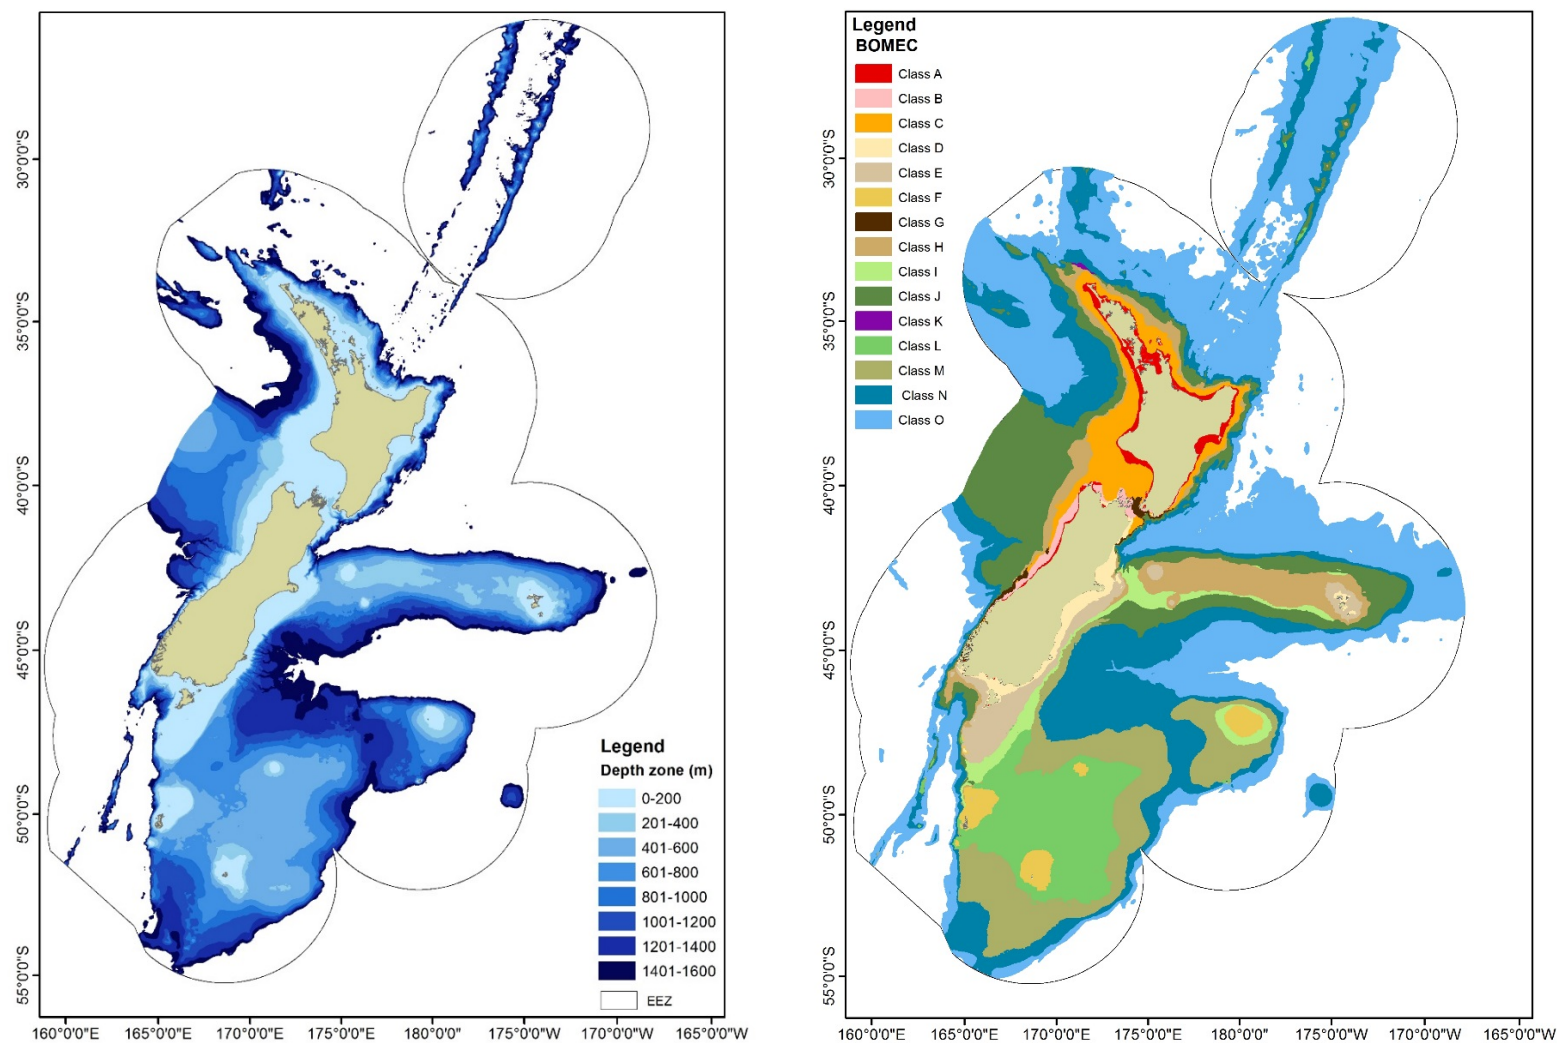 30°0'0"S
35°0'0"S
40°0'0"S
45°0'0"S
50°0'0"S
55°0'0"S
Legend
Depth zone (m)
0-200
201-400
401-600
601-800
801-1000
1001-1200
1201-1400
1401-1600
EEZ
160°0'0"E
165°0'0"E
170°0'0"E
175°0'0"E
180°0'0"
175°0'0"W
170°0'0"W
165°0'0"W
Legend
BOMEC
Class A
Class B
Class C
Class D
Class E
Class F
Class G
Class H
Class I
Class J
Class K
Class L
Class M
Class N
Class O
30°0'0"S
35°0'0"S
40°0'0"S
45°0'0"S
50°0'0"S
55°0'0"S
160°0'0"E
165°0'0"E
170°0'0"E
175°0'0"E
180°0'0"
175°0'0"W
170°0'0"W
165°0'0"W